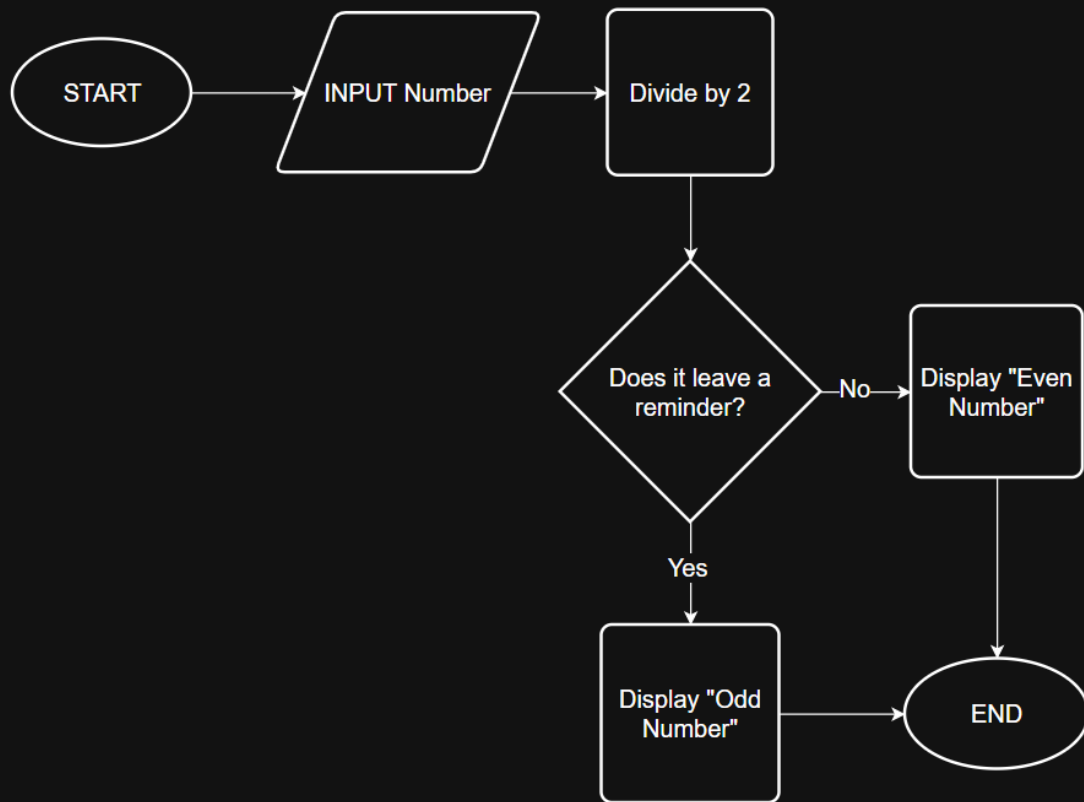 START
INPUT Number
Divide by 2
Does it leave a
reminder?
No
Display "Even
Number"
Yes
Display "Odd
Number"
END